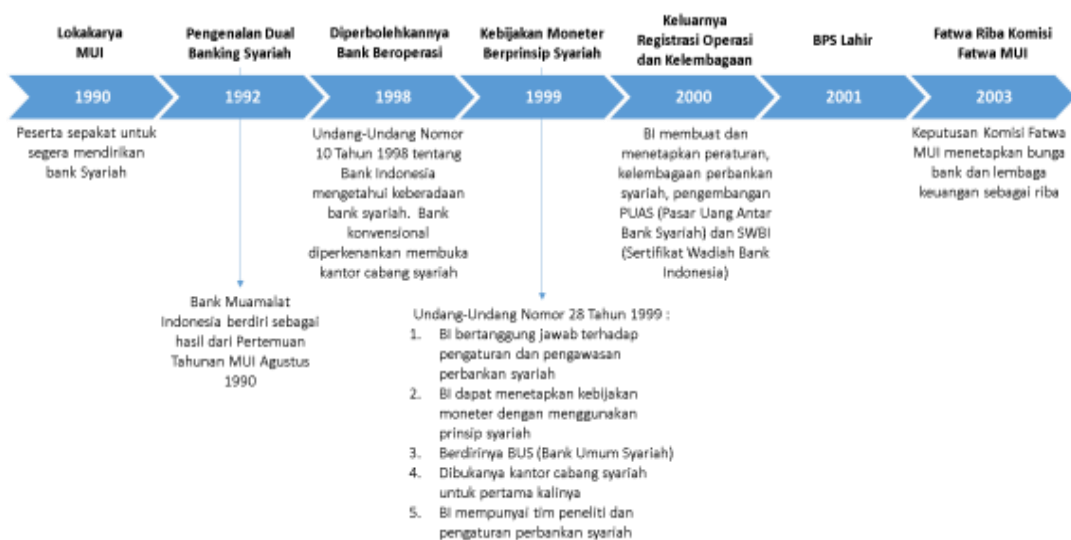 Lokakarya
MUI
Pengenalan Dual
Banking Syariah
Diperbolehkannya
Bank Beroperasi
Kebijakan Moneter
Berprinsip Syariah
Keluarnya
Registrasi Operasi
dan Kelembagaan
BPS Lahir
Fatwa Riba Komisi
Fatwa MUI
1990
1992
1998
1999
2000
2001
2003
Peserta sepakat untuk
segera mendirikan
bank Syariah
Bank Muamalat
Indonesia berdiri sebagai
hasil dari Pertemuan
Tahunan MUI Agustus
1990
Undang-Undang Nomor
10 Tahun 1998 tentang
Bank Indonesia
mengetahui keberadaan
bank syariah. Bank
konvensional
diperkenankan membuka
kantor cabang syariah
Undang-Undang Nomor 28 Tahun 1999 :
1. BI bertanggung jawab terhadap
pengaturan dan pengawasan
perbankan syariah
2. BI dapat menetapkan kebijakan
moneter dengan menggunakan
prinsip syariah
3. Berdirinya BUS (Bank Umum Syariah)
4. Dibukanya kantor cabang syariah
untuk pertama kalinya
5. BI mempunyai tim peneliti dan
pengaturan perbankan syariah
BI membuat dan
menetapkan peraturan,
kelembagaan perbankan
syariah, pengembangan
PUAS (Pasar Uang Antar
Bank Syariah) dan SWBI
(Sertifikat Wadiah Bank
Indonesia)
Keputusan Komisi Fatwa
MUI menetapkan bunga
bank dan lembaga
keuangan sebagai riba